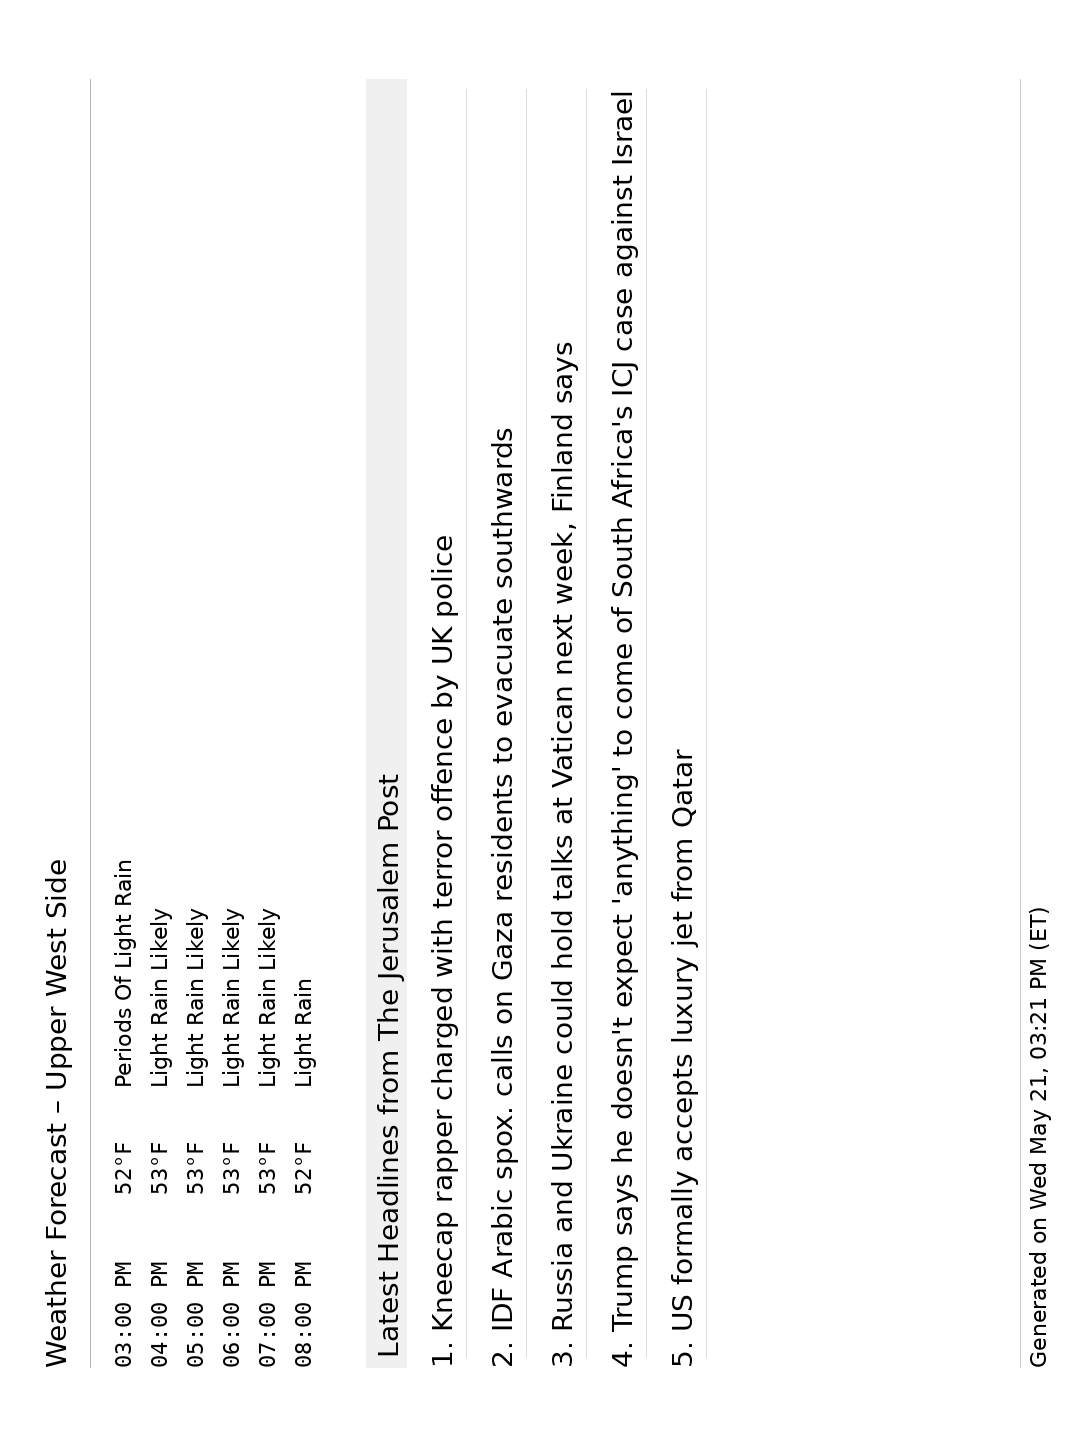 Weather Forecast – Upper West Side
03:00 PM 52°F Periods Of Light Rain
04:00 PM 53°F Light Rain Likely
05:00 PM 53°F Light Rain Likely
06:00 PM 53°F Light Rain Likely
07:00 PM 53°F Light Rain Likely
08:00 PM 52°F Light Rain
Latest Headlines from The Jerusalem Post
1. Kneecap rapper charged with terror offence by UK police
2. IDF Arabic spox. calls on Gaza residents to evacuate southwards
3. Russia and Ukraine could hold talks at Vatican next week, Finland says
4. Trump says he doesn't expect 'anything' to come of South Africa's ICJ case against Israel
5. US formally accepts luxury jet from Qatar
Generated on Wed May 21, 03:21 PM (ET)